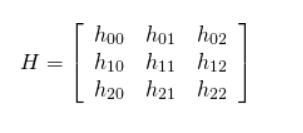 H = [ h₀₀ h₀₁ h₀₂
h₁₀ h₁₁ h₁₂
h₂₀ h₂₁ h₂₂ ]